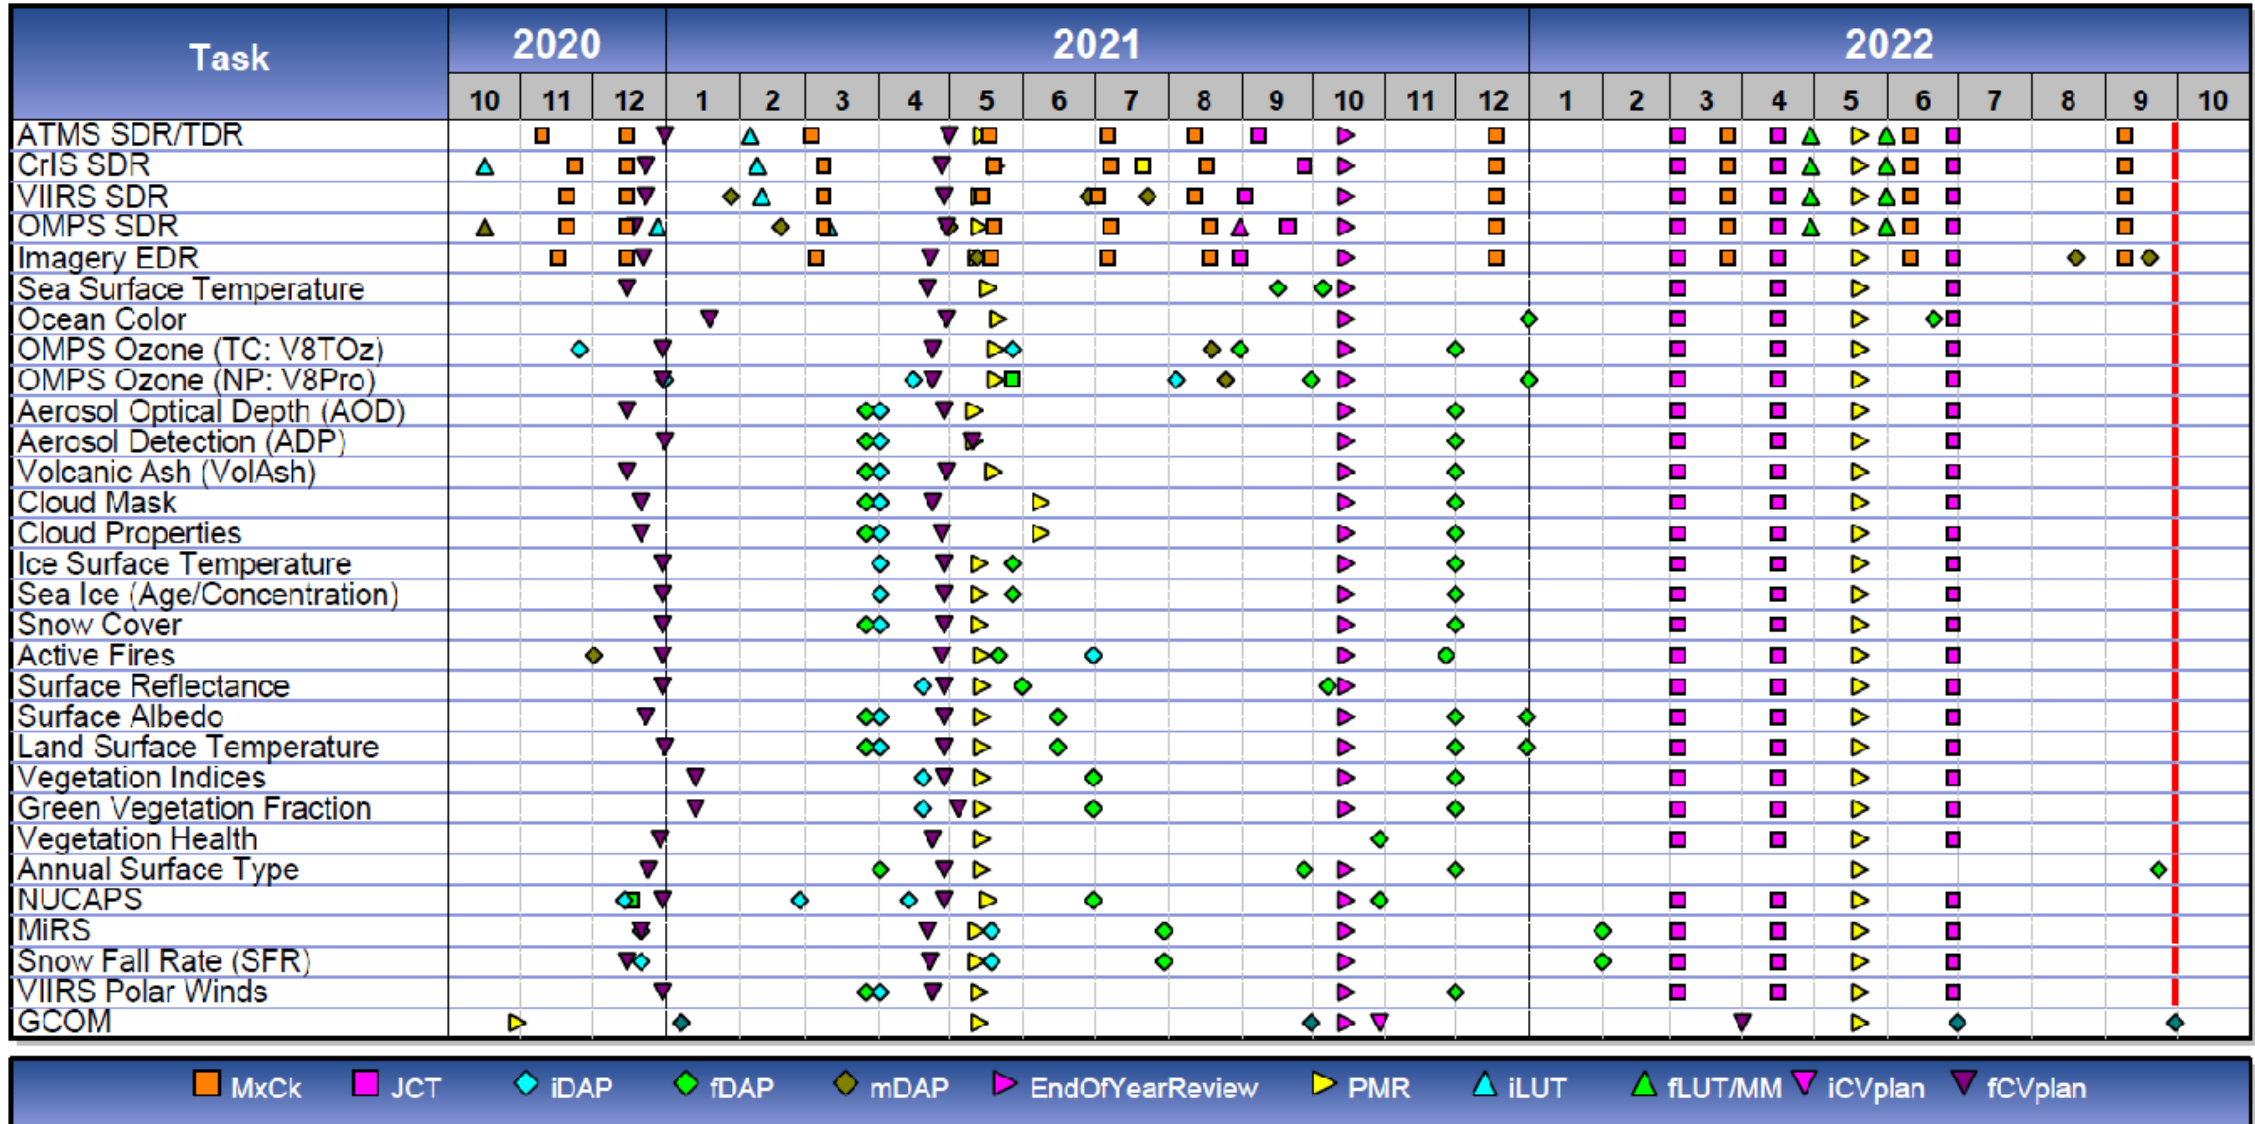 Task 2020 2021 2022
10 11 12 1 2 3 4 5 6 7 8 9 10 11 12 1 2 3 4 5 6 7 8 9 10
ATMS SDR/TDR
CrIS SDR
VIIRS SDR
OMPS SDR
Imagery EDR
Sea Surface Temperature
Ocean Color
OMPS Ozone (TC: V8TOz)
OMPS Ozone (NP: V8Pro)
Aerosol Optical Depth (AOD)
Aerosol Detection (ADP)
Volcanic Ash (VolAsh)
Cloud Mask
Cloud Properties
Ice Surface Temperature
Sea Ice (Age/Concentration)
Snow Cover
Active Fires
Surface Reflectance
Surface Albedo
Land Surface Temperature
Vegetation Indices
Green Vegetation Fraction
Vegetation Health
Annual Surface Type
NUCAPS
MiRS
Snow Fall Rate (SFR)
VIIRS Polar Winds
GCOM
MxCk JCT iDAP fDAP mDAP EndOfYearReview PMR iLUT fLUT/MM iCVplan fCVplan